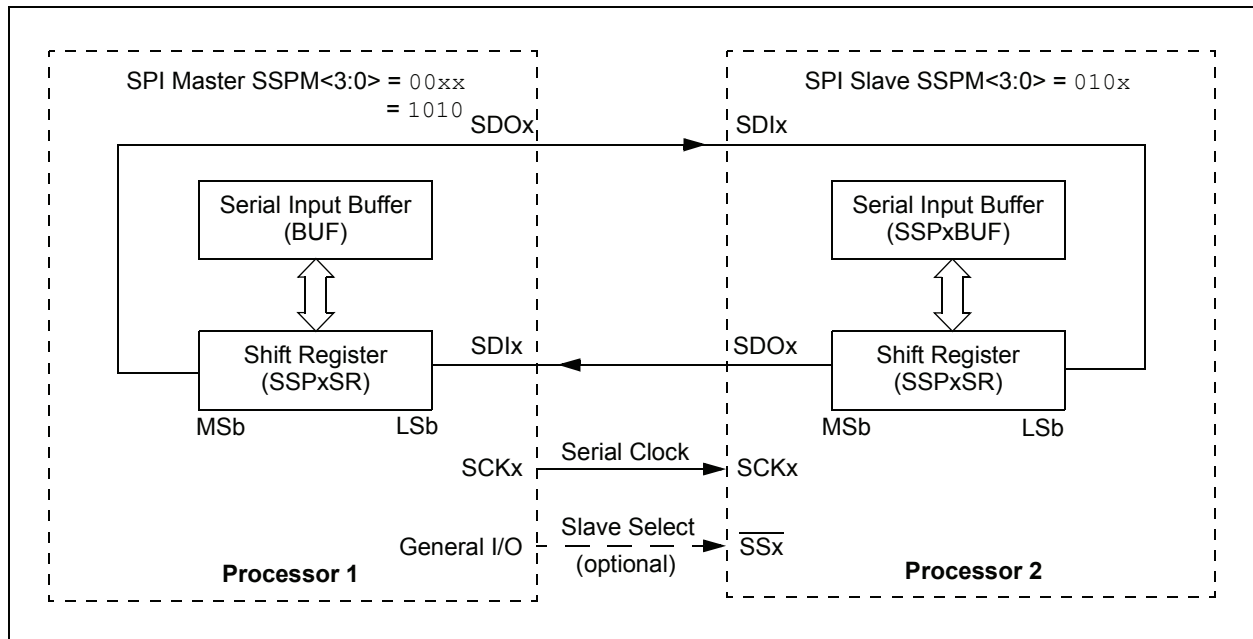 SPI Master SSPM<3:0> = 00xx
= 1010
SPI Slave SSPM<3:0> = 010x
SDOx
SDIx
Serial Input Buffer
(BUF)
Serial Input Buffer
(SSPxBUF)
SDIx
SDOx
Shift Register
(SSPxSR)
Shift Register
(SSPxSR)
MSb
LSb
MSb
LSb
SCKx
Serial Clock
SCKx
General I/O
Slave Select
(optional)
S̅S̅x̅
Processor 1
Processor 2